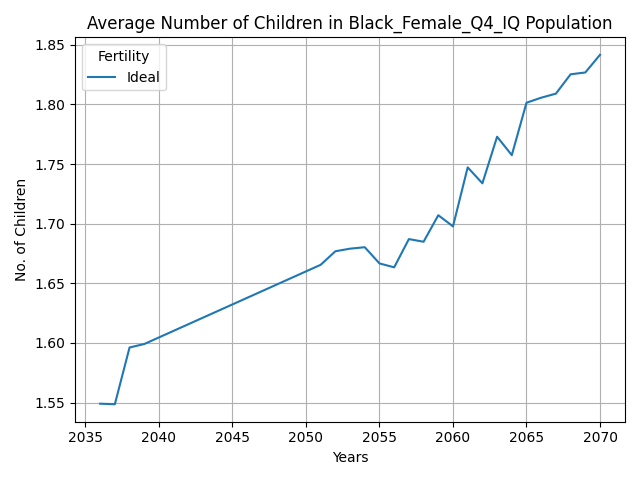 Average Number of Children in Black_Female_Q4_IQ Population
Fertility
Ideal
No. of Children
1.85
1.80
1.75
1.70
1.65
1.60
1.55
2035 2040 2045 2050 2055 2060 2065 2070
Years